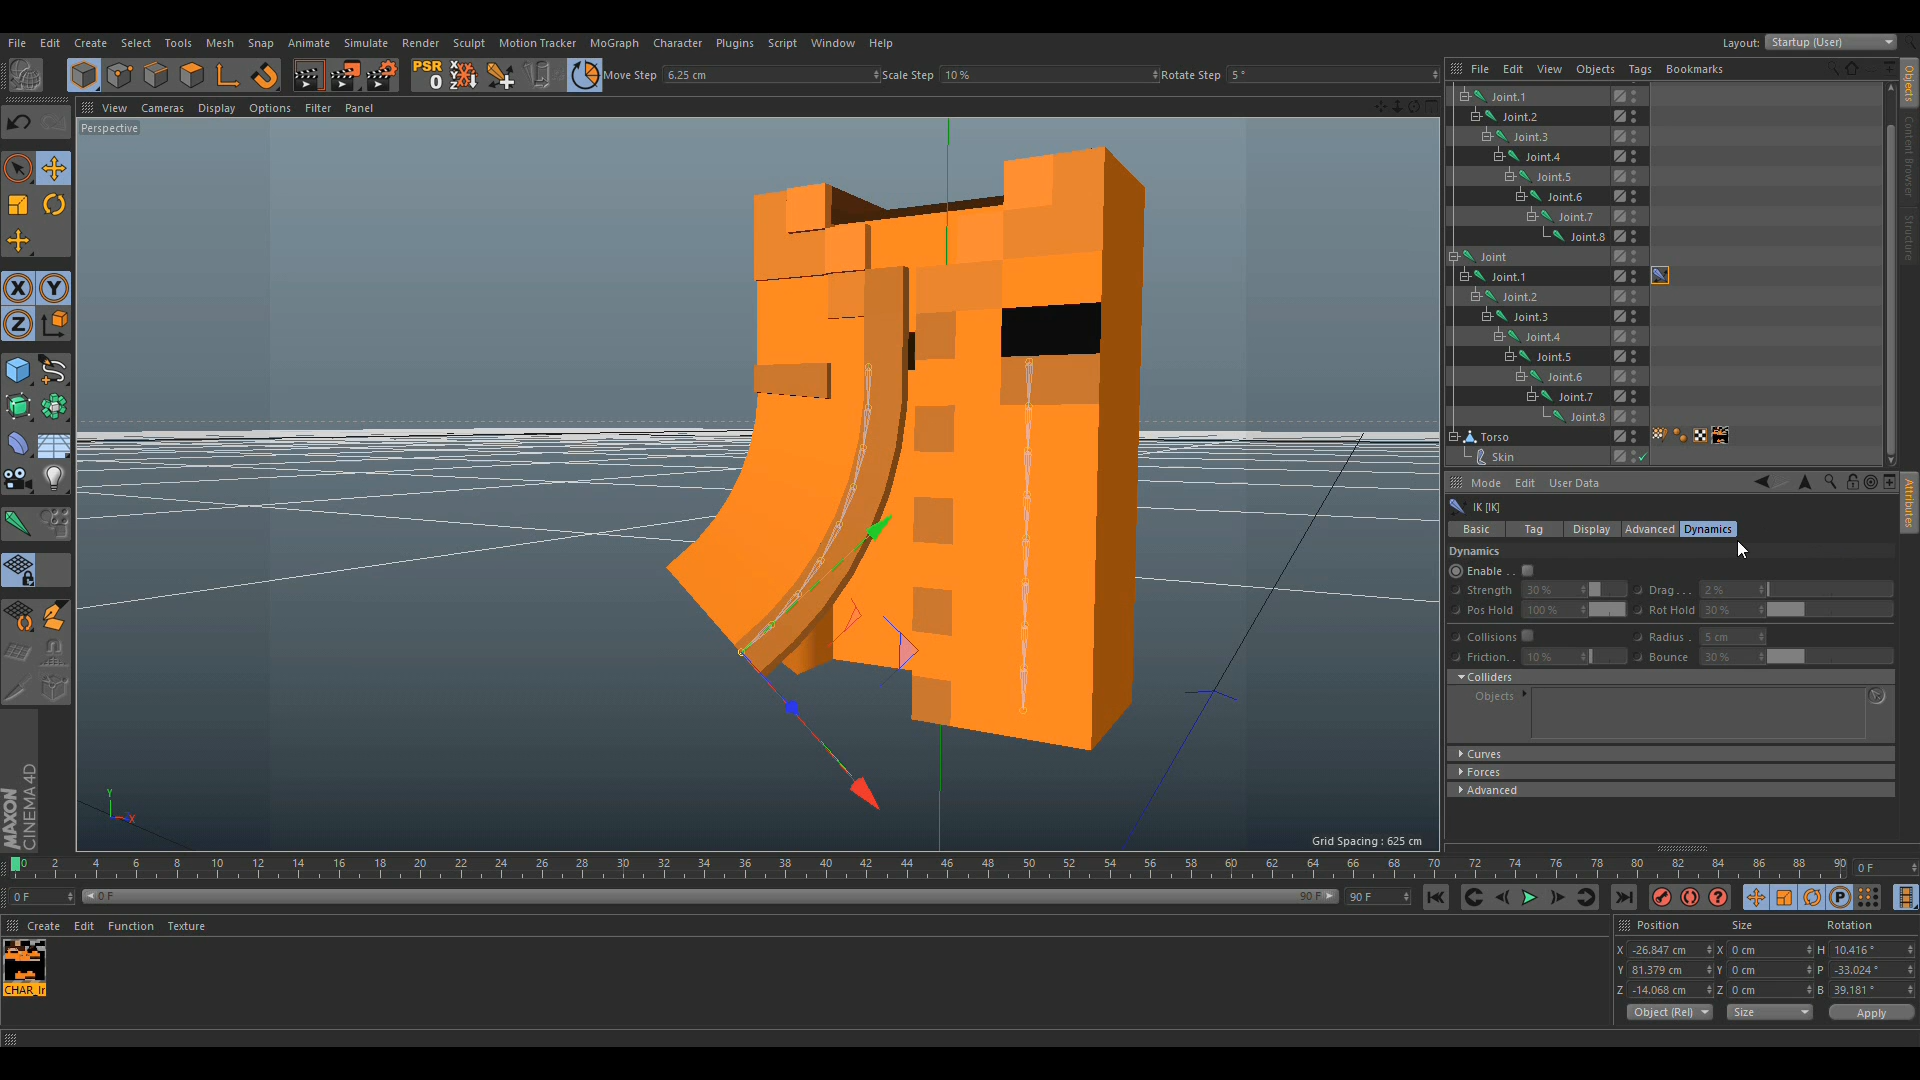 File Edit Create Select Tools Mesh Snap Animate Simulate Render Sculpt Motion Tracker MoGraph Character Plugins Script Window Help
Layout: Startup (User)
PSR 0
Move Step 6.25 cm Scale Step 10 % Rotate Step 5 °
View Cameras Display Options Filter Panel
Perspective
X Y Z
Y
X
Grid Spacing : 625 cm
MAXON
CINEMA 4D
File Edit View Objects Tags Bookmarks
Joint.1
Joint.2
Joint.3
Joint.4
Joint.5
Joint.6
Joint.7
Joint.8
Joint
Joint.1
Joint.2
Joint.3
Joint.4
Joint.5
Joint.6
Joint.7
Joint.8
Torso
Skin
Objects
Content Browser
Structure
Attributes
Mode Edit User Data
IK [IK]
Basic Tag Display Advanced Dynamics
Dynamics
Enable . .
Strength 30 % Drag . . . 2 %
Pos Hold 100 % Rot Hold 30 %
Collisions Radius . 5 cm
Friction. . 10 % Bounce 30 %
Colliders
Objects
Curves
Forces
Advanced
0 2 4 6 8 10 12 14 16 18 20 22 24 26 28 30 32 34 36 38 40 42 44 46 48 50 52 54 56 58 60 62 64 66 68 70 72 74 76 78 80 82 84 86 88 90 0 F
0 F 0 F 90 F 90 F
Create Edit Function Texture
CHAR_Ir
Position Size Rotation
X -26.847 cm X 0 cm H 10.416 °
Y 81.379 cm Y 0 cm P -33.024 °
Z -14.068 cm Z 0 cm B 39.181 °
Object (Rel) Size Apply